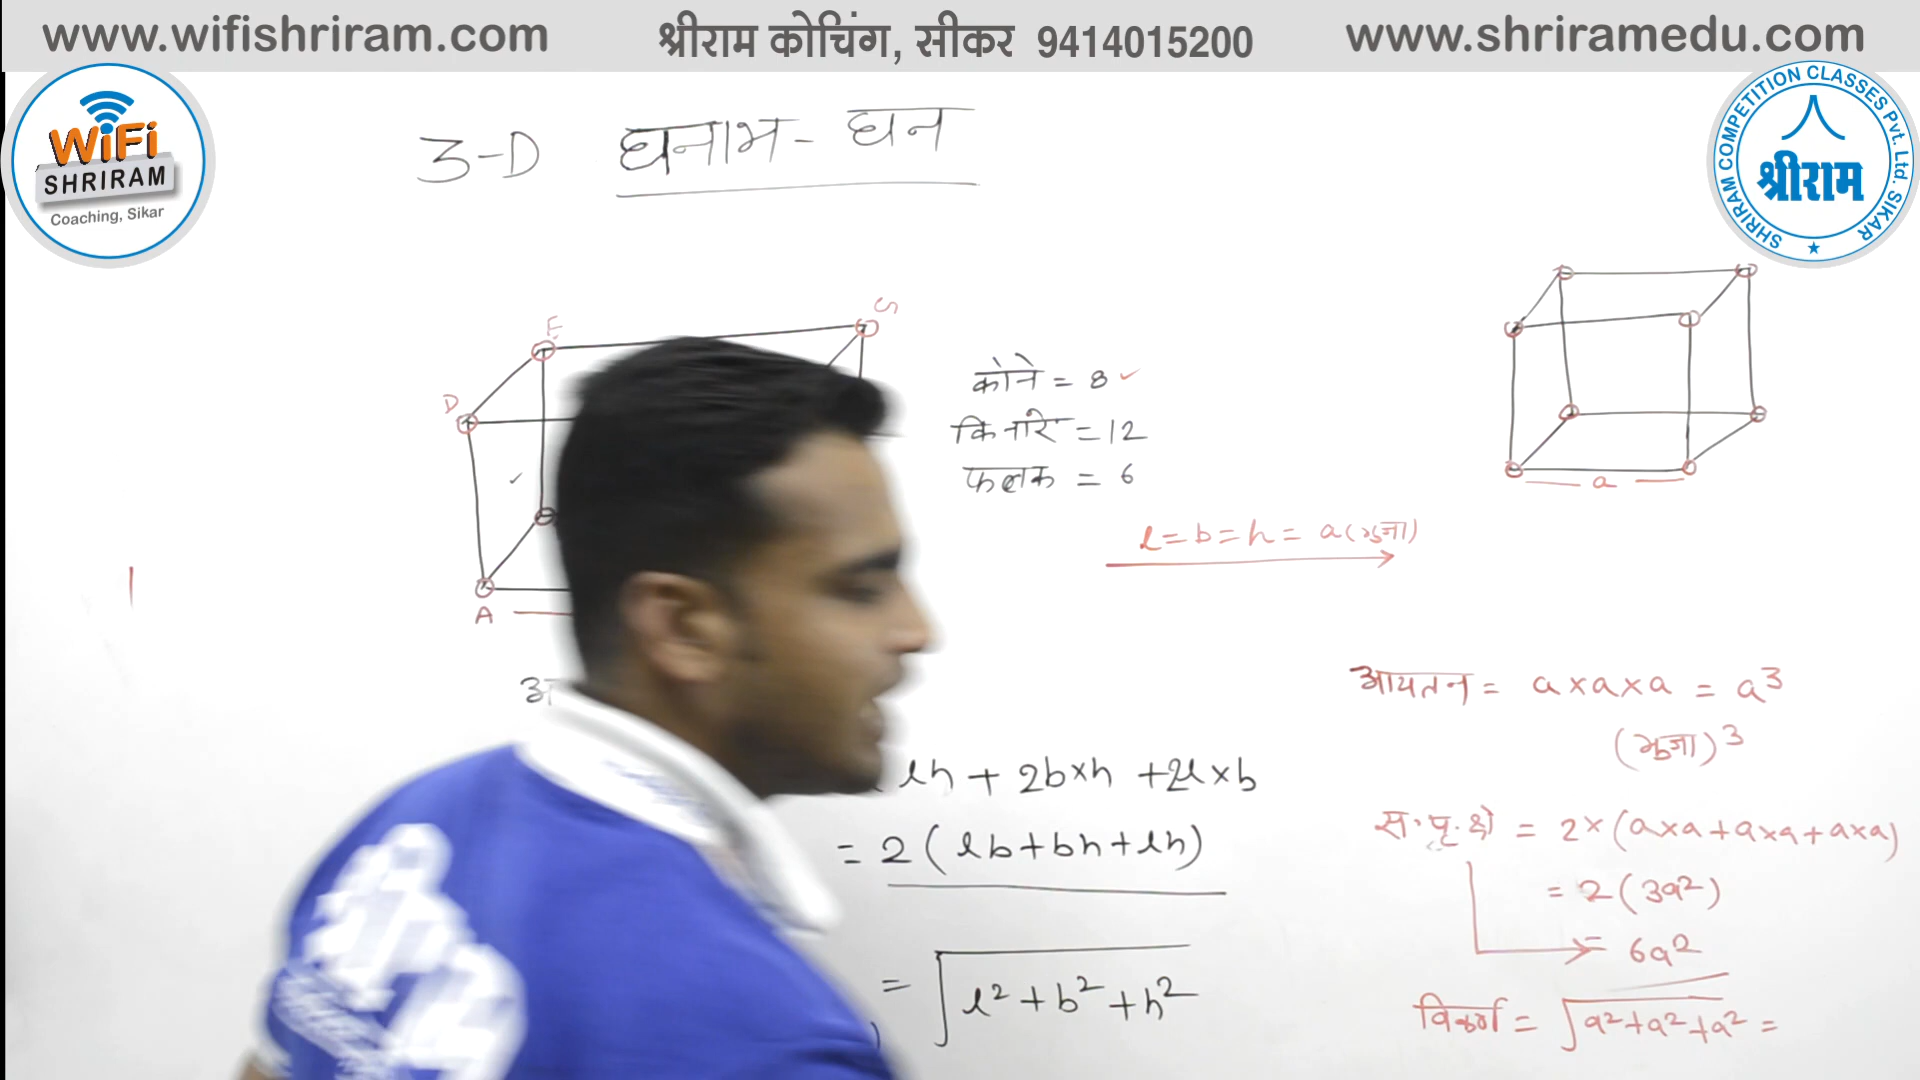 www.wifishriram.com
श्रीराम कोचिंग, सीकर 9414015200
www.shriramedu.com
WiFi
SHRIRAM
Coaching, Sikar
SHRIRAM COMPETITION CLASSES Pvt. Ltd. SIKAR
श्रीराम
3-D घनाभ - घन
E
G
D
A
कोने = 8 ✓
किनारे = 12
फलक = 6
a
l = b = h = a (भुजा)
आयतन = a × a × a = a³
(भुजा)³
lh + 2b×h + 2l×b
= 2 (lb + bh + lh)
= √l² + b² + h²
स.पृ.क्षे = 2 × (a×a + a×a + a×a)
= 2 (3a²)
= 6a²
विकर्ण = √a² + a² + a² =